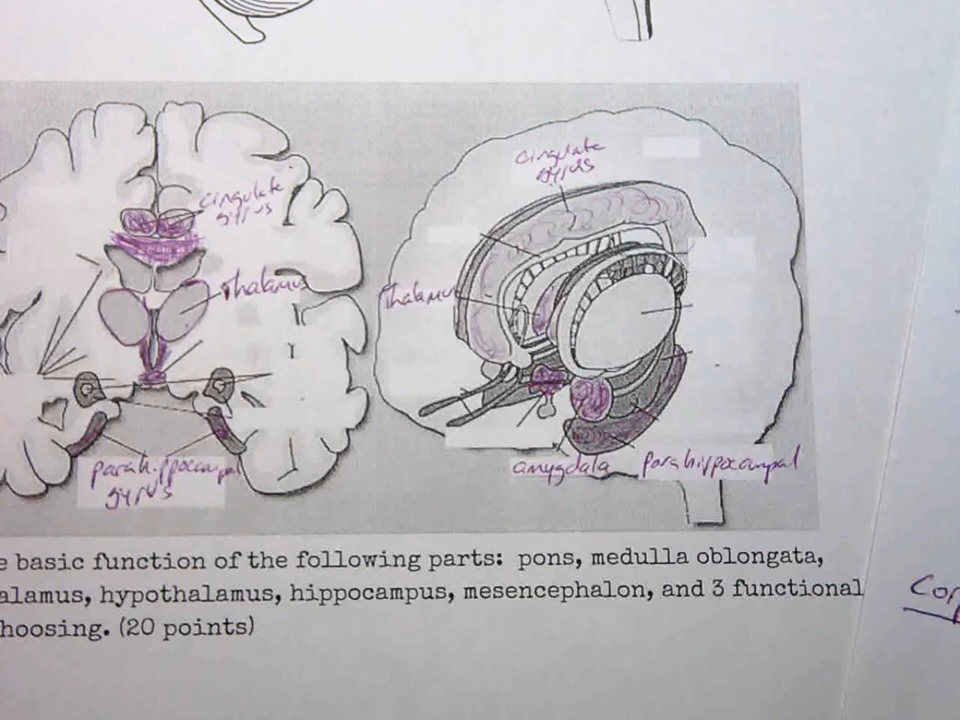 cingulate
gyrus
cingulate
gyrus
Thalamus
Thalamus
parahippocampal
gyrus
amygdala
parahippocampal
e basic function of the following parts: pons, medulla oblongata,
alamus, hypothalamus, hippocampus, mesencephalon, and 3 functional
hoosing. (20 points)
Cor